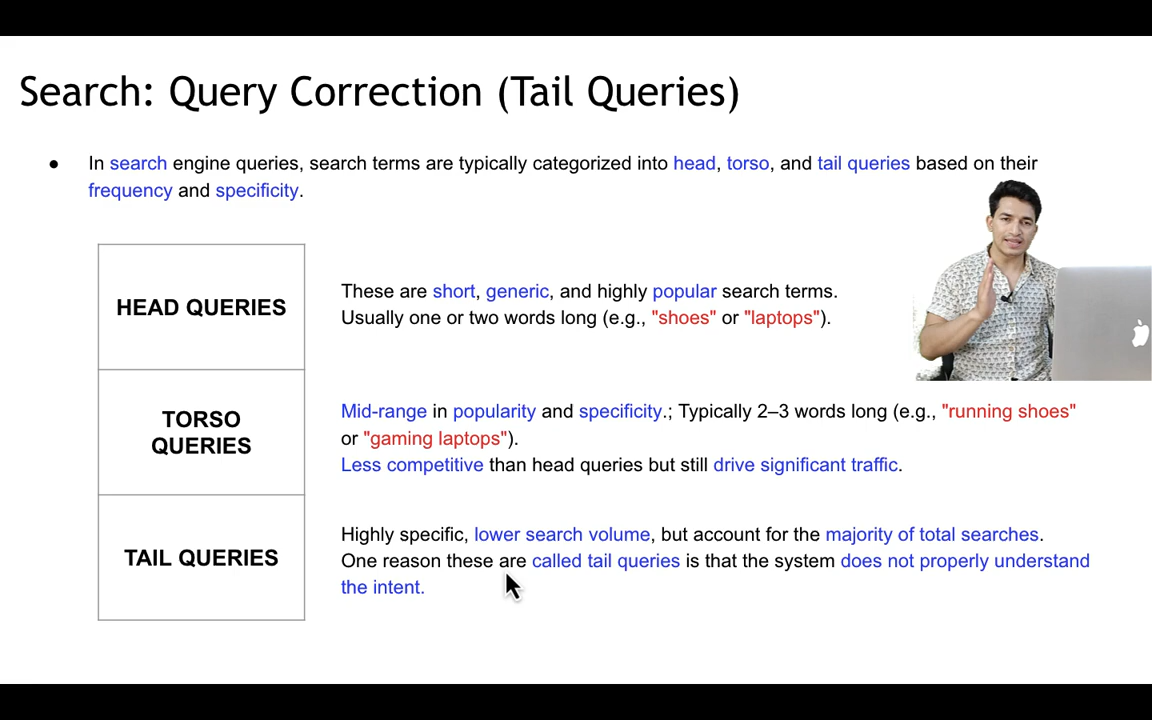 Search: Query Correction (Tail Queries)
● In search engine queries, search terms are typically categorized into head, torso, and tail queries based on their
frequency and specificity.
HEAD QUERIES
These are short, generic, and highly popular search terms.
Usually one or two words long (e.g., "shoes" or "laptops").
TORSO
QUERIES
Mid-range in popularity and specificity.; Typically 2–3 words long (e.g., "running shoes"
or "gaming laptops").
Less competitive than head queries but still drive significant traffic.
TAIL QUERIES
Highly specific, lower search volume, but account for the majority of total searches.
One reason these are called tail queries is that the system does not properly understand
the intent.